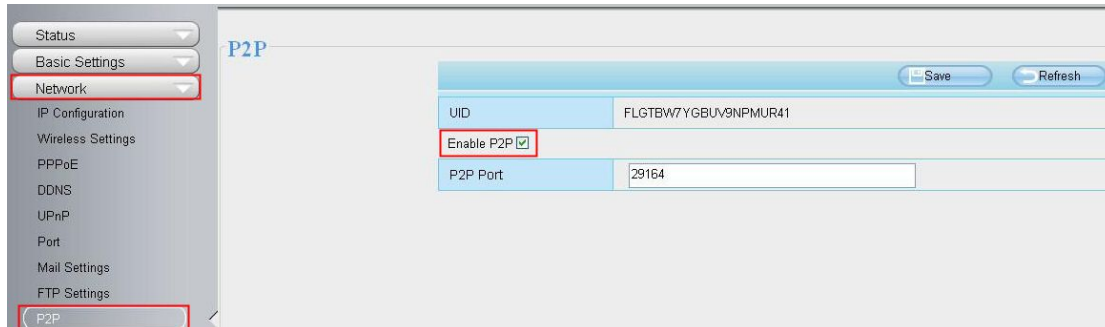 Status
Basic Settings
Network
IP Configuration
Wireless Settings
PPPoE
DDNS
UPnP
Port
Mail Settings
FTP Settings
P2P
P2P
Save Refresh
UID FLGTBW7YGBUV9NPMUR41
Enable P2P
P2P Port 29164